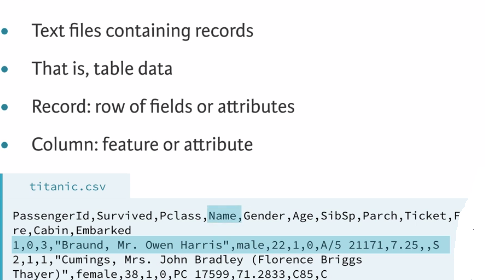 Text files containing records
That is, table data
Record: row of fields or attributes
Column: feature or attribute
titanic.csv
PassengerId,Survived,Pclass,Name,Gender,Age,SibSp,Parch,Ticket,F
re,Cabin,Embarked
1,0,3,"Braund, Mr. Owen Harris",male,22,1,0,A/5 21171,7.25,,S
2,1,1,"Cumings, Mrs. John Bradley (Florence Briggs
Thayer)",female,38,1,0,PC 17599,71.2833,C85,C